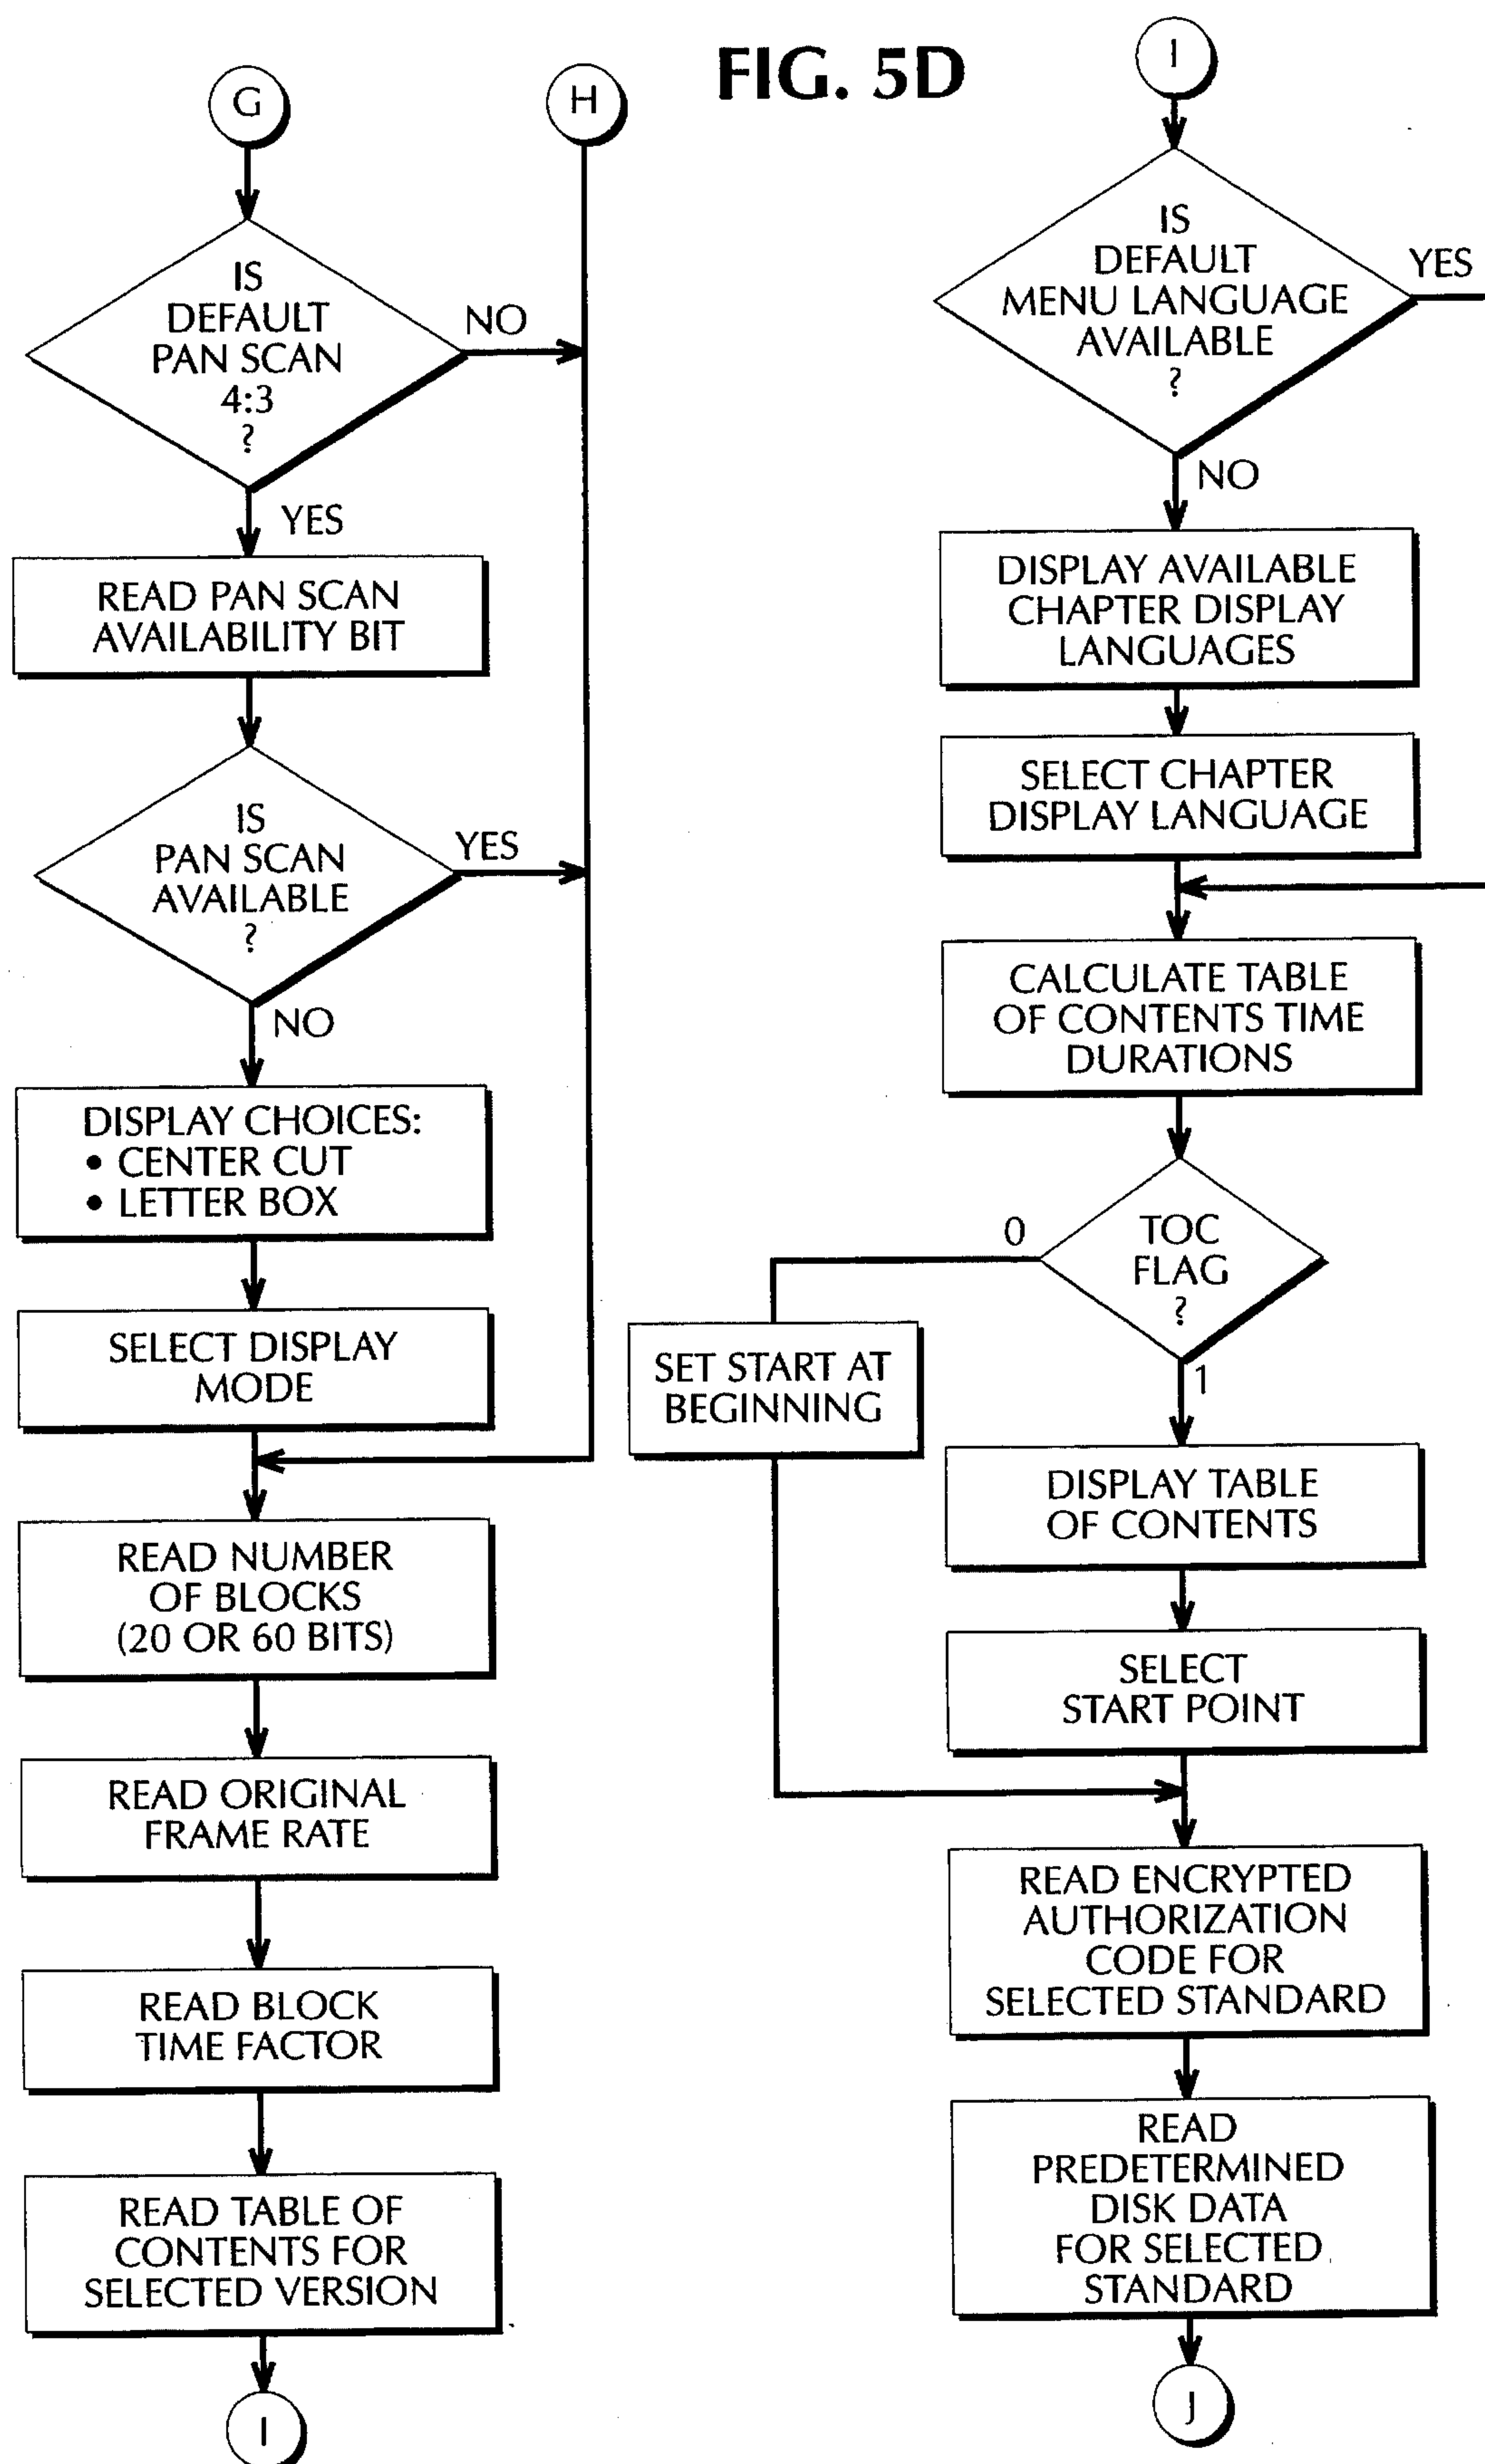 FIG. 5D
G
H
IS
DEFAULT
PAN SCAN
4:3
?
NO
YES
READ PAN SCAN
AVAILABILITY BIT
IS
PAN SCAN
AVAILABLE
?
YES
NO
DISPLAY CHOICES:
• CENTER CUT
• LETTER BOX
SELECT DISPLAY
MODE
READ NUMBER
OF BLOCKS
(20 OR 60 BITS)
READ ORIGINAL
FRAME RATE
READ BLOCK
TIME FACTOR
READ TABLE OF
CONTENTS FOR
SELECTED VERSION
I
I
IS
DEFAULT
MENU LANGUAGE
AVAILABLE
?
YES
NO
DISPLAY AVAILABLE
CHAPTER DISPLAY
LANGUAGES
SELECT CHAPTER
DISPLAY LANGUAGE
CALCULATE TABLE
OF CONTENTS TIME
DURATIONS
TOC
FLAG
?
0
1
SET START AT
BEGINNING
DISPLAY TABLE
OF CONTENTS
SELECT
START POINT
READ ENCRYPTED
AUTHORIZATION
CODE FOR
SELECTED STANDARD
READ
PREDETERMINED
DISK DATA
FOR SELECTED
STANDARD
J